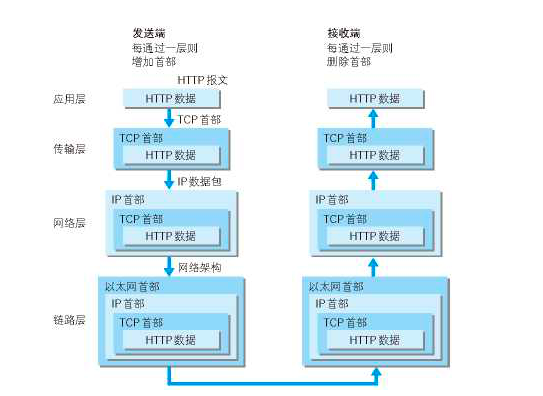 发送端
每通过一层则
增加首部
接收端
每通过一层则
删除首部
HTTP 报文
应用层
HTTP 数据
HTTP 数据
TCP 首部
传输层
TCP 首部
HTTP 数据
TCP 首部
HTTP 数据
IP 数据包
网络层
IP 首部
TCP 首部
HTTP 数据
IP 首部
TCP 首部
HTTP 数据
网络架构
链路层
以太网首部
IP 首部
TCP 首部
HTTP 数据
以太网首部
IP 首部
TCP 首部
HTTP 数据